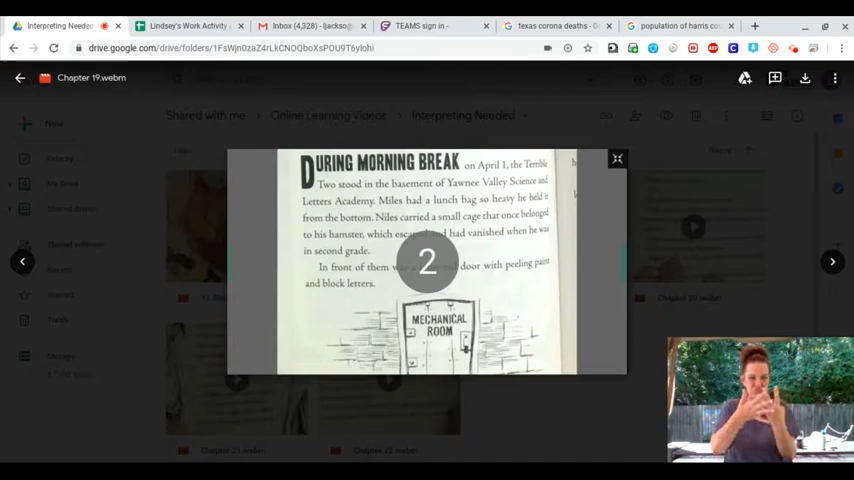 Interpreting Needed
Lindsey's Work Activity
Inbox (4,328) - ljackso
TEAMS sign in -
texas corona deaths - G
population of harris cou
drive.google.com/drive/folders/1FsWjn0zaZ4rLkCNOQboXsPOU9T6ylohi
Chapter 19.webm
Shared with me > Online Learning Videos > Interpreting Needed
New
Name
Priority
My Drive
Shared drives
Shared with me
Recent
Starred
Trash
Storage
DURING MORNING BREAK on April 1, the Terrible
Two stood in the basement of Yawnee Valley Science and
Letters Academy. Miles had a lunch bag so heavy he held it
from the bottom. Niles carried a small cage that once belonged
to his hamster, which escaped and had vanished when he was
in second grade.
In front of them was a door with peeling paint
and block letters.
2
MECHANICAL
ROOM
Chapter 20.webm
Chapter 21.webm
Chapter 22.webm